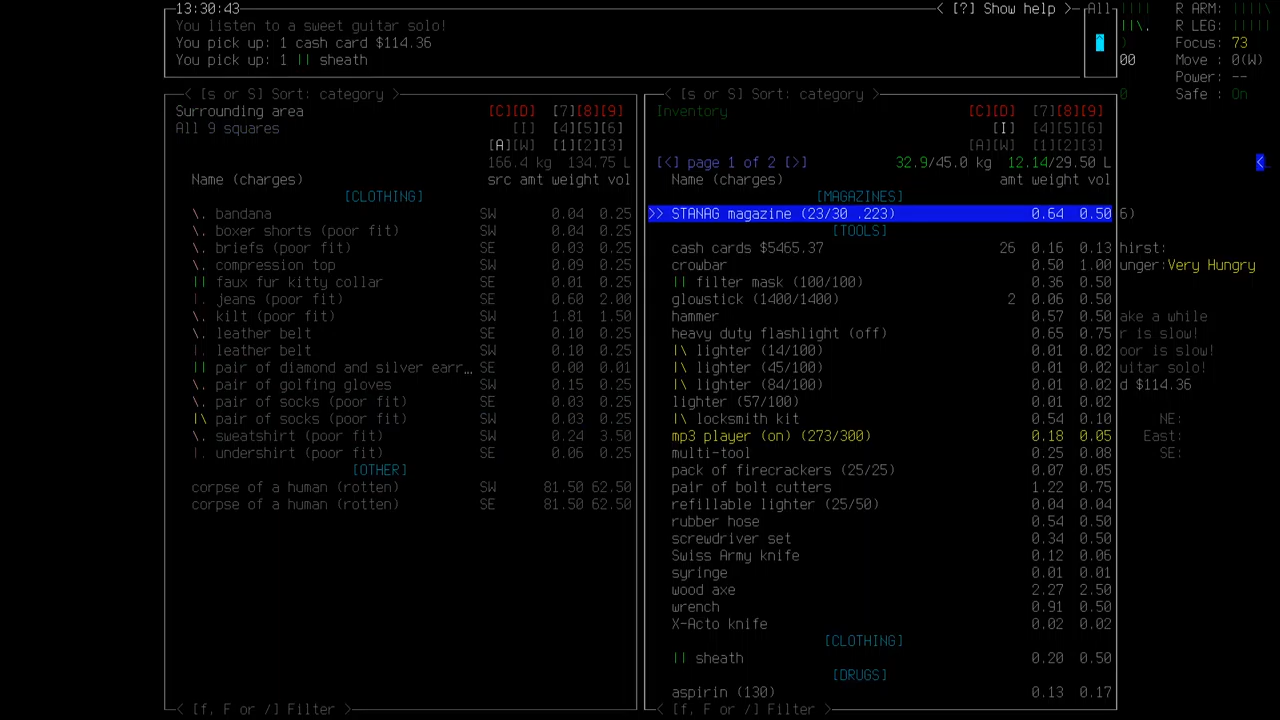 13:30:43 < [?] Show help > All R ARM:
You listen to a sweet guitar solo! R LEG:
You pick up: 1 cash card $114.36 Focus: 73
You pick up: 1 || sheath 00 Move : 0(W)
Power: --
0 Safe : On
< [s or S] Sort: category > < [s or S] Sort: category >
Surrounding area [C][D] [7][8][9] Inventory [C][D] [7][8][9]
All 9 squares [I] [4][5][6] [I] [4][5][6]
[A][W] [1][2][3] [A][W] [1][2][3]
166.4 kg 134.75 L [<] page 1 of 2 [>] 32.9/45.0 kg 12.14/29.50 L <
Name (charges) src amt weight vol Name (charges) amt weight vol
[CLOTHING] [MAGAZINES]
\. bandana SW 0.04 0.25 >> STANAG magazine (23/30 .223) 0.64 0.50 6)
\. boxer shorts (poor fit) SW 0.04 0.25 [TOOLS]
\. briefs (poor fit) SE 0.03 0.25 cash cards $5465.37 26 0.16 0.13 hirst:
\. compression top SW 0.09 0.25 crowbar 0.50 1.00 unger:Very Hungry
|| faux fur kitty collar SE 0.01 0.25 || filter mask (100/100) 0.36 0.50
|. jeans (poor fit) SE 0.60 2.00 glowstick (1400/1400) 2 0.06 0.50
\. kilt (poor fit) SW 1.81 1.50 hammer 0.57 0.50 ake a while
\. leather belt SE 0.10 0.25 heavy duty flashlight (off) 0.65 0.75 r is slow!
|. leather belt SW 0.10 0.25 |\ lighter (14/100) 0.01 0.02 oor is slow!
|| pair of diamond and silver earr… SE 0.00 0.01 |\ lighter (45/100) 0.01 0.02 uitar solo!
\. pair of golfing gloves SW 0.15 0.25 |\ lighter (84/100) 0.01 0.02 d $114.36
\. pair of socks (poor fit) SE 0.03 0.25 lighter (57/100) 0.01 0.02
|\ pair of socks (poor fit) SW 0.03 0.25 |\ locksmith kit 0.54 0.10 NE:
\. sweatshirt (poor fit) SW 0.24 3.50 mp3 player (on) (273/300) 0.18 0.05 East:
|. undershirt (poor fit) SE 0.06 0.25 multi-tool 0.25 0.08 SE:
[OTHER] pack of firecrackers (25/25) 0.07 0.05
corpse of a human (rotten) SW 81.50 62.50 pair of bolt cutters 1.22 0.75
corpse of a human (rotten) SE 81.50 62.50 refillable lighter (25/50) 0.04 0.04
rubber hose 0.54 0.50
screwdriver set 0.34 0.50
Swiss Army knife 0.12 0.06
syringe 0.01 0.01
wood axe 2.27 2.50
wrench 0.91 0.50
X-Acto knife 0.02 0.02
[CLOTHING]
|| sheath 0.20 0.50
[DRUGS]
aspirin (130) 0.13 0.17
< [f, F or /] Filter > < [f, F or /] Filter >